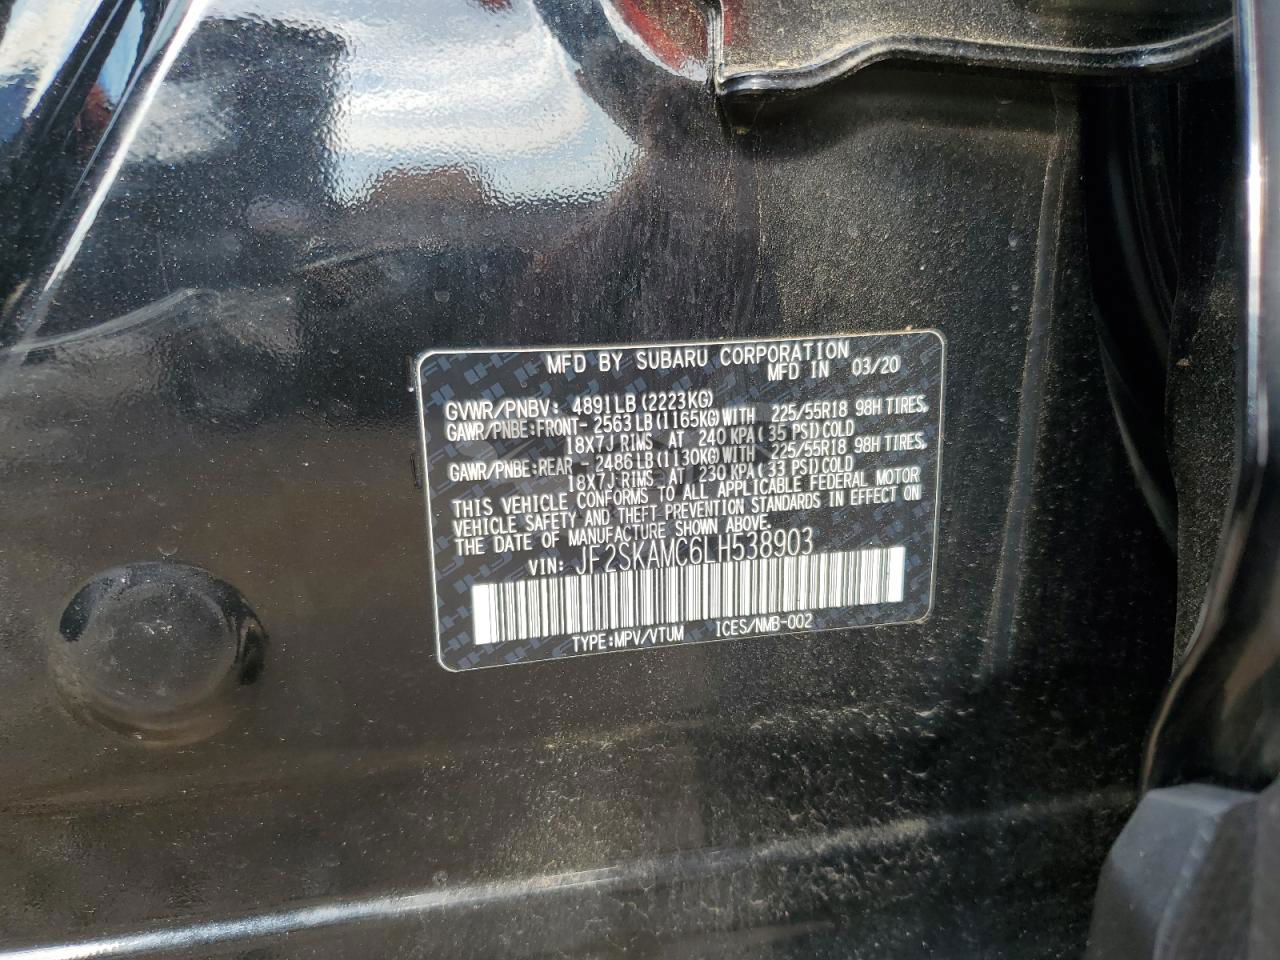 MFD BY SUBARU CORPORATION
MFD IN 03/20
GVWR/PNBV: 4891LB(2223KG)
GAWR/PNBE:FRONT-2563LB(1165KG)WITH 225/55R18 98H TIRES,
18X7J RIMS AT 240 KPA(35 PSI)COLD
GAWR/PNBE:REAR -2486LB(1130KG)WITH 225/55R18 98H TIRES,
18X7J RIMS AT 230 KPA(33 PSI)COLD
THIS VEHICLE CONFORMS TO ALL APPLICABLE FEDERAL MOTOR
VEHICLE SAFETY AND THEFT PREVENTION STANDARDS IN EFFECT ON
THE DATE OF MANUFACTURE SHOWN ABOVE.
VIN: JF2SKAMC6LH538903
TYPE:MPV/VTUM ICES/NMB-002